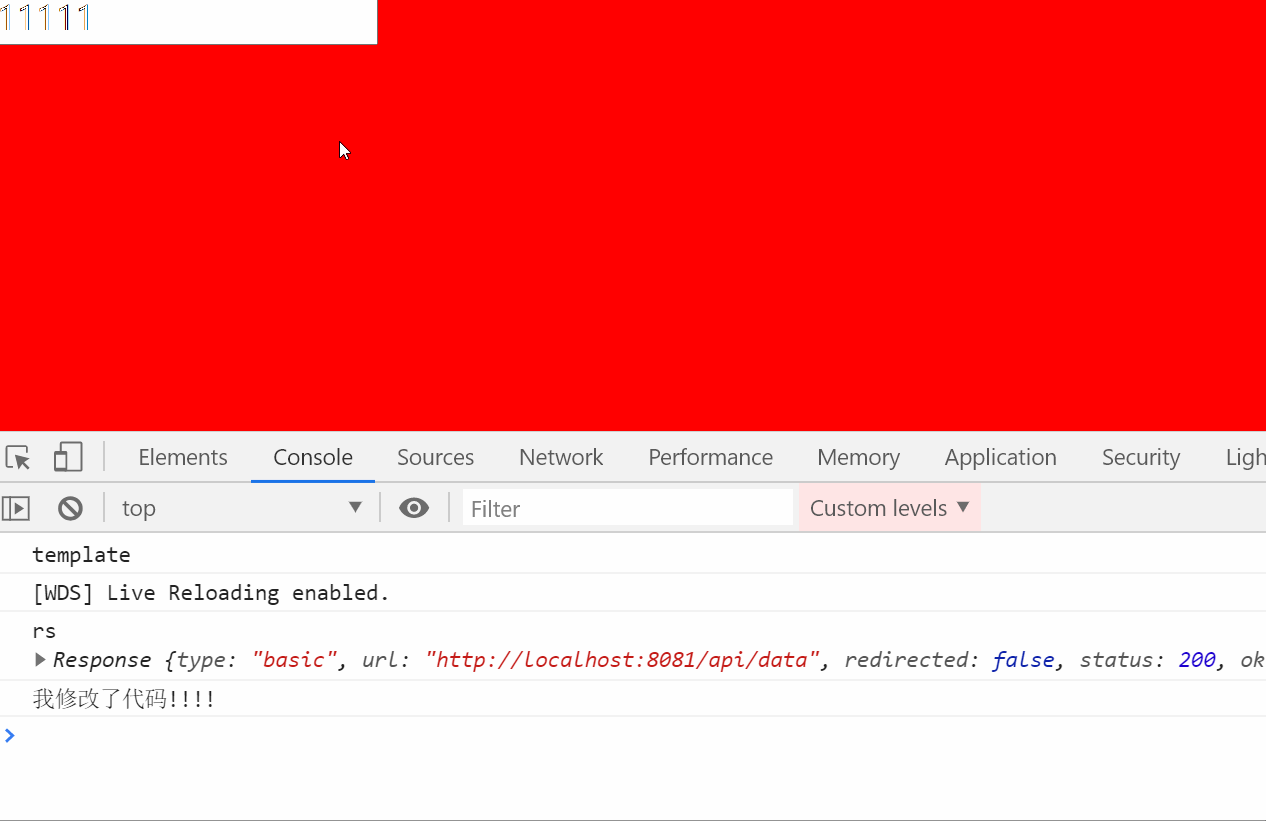 11111
Elements Console Sources Network Performance Memory Application Security Ligh
top Filter Custom levels
template
[WDS] Live Reloading enabled.
rs
Response {type: "basic", url: "http://localhost:8081/api/data", redirected: false, status: 200, ok
我修改了代码!!!!